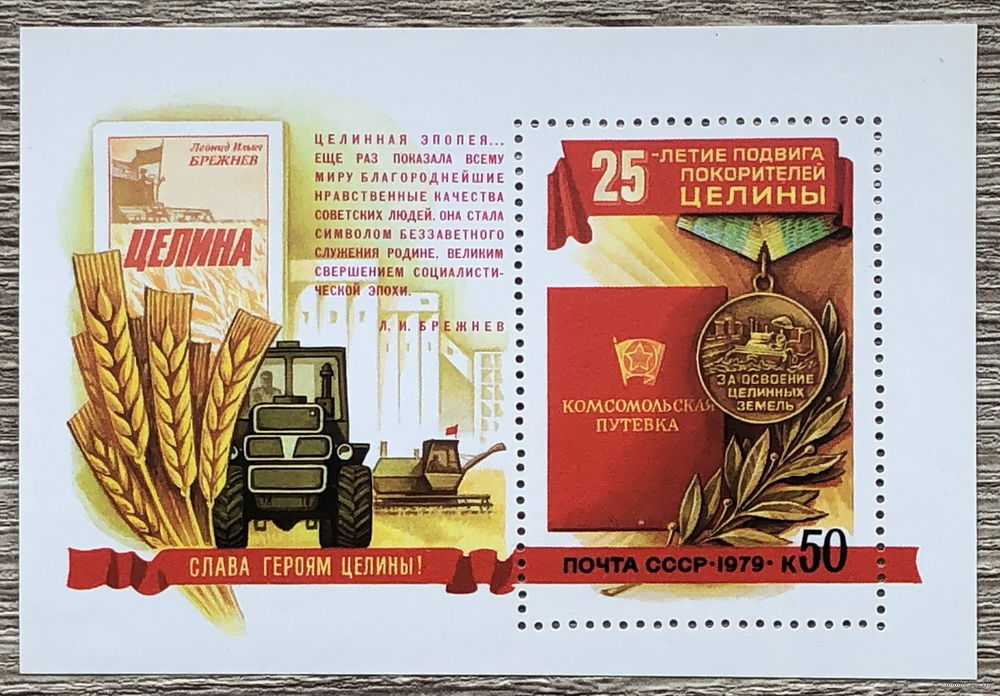 Леонид Ильич
БРЕЖНЕВ
ЦЕЛИНА
ЦЕЛИННАЯ ЭПОПЕЯ...
ЕЩЕ РАЗ ПОКАЗАЛА ВСЕМУ
МИРУ БЛАГОРОДНЕЙШИЕ
НРАВСТВЕННЫЕ КАЧЕСТВА
СОВЕТСКИХ ЛЮДЕЙ. ОНА СТАЛА
СИМВОЛОМ БЕЗЗАВЕТНОГО
СЛУЖЕНИЯ РОДИНЕ, ВЕЛИКИМ
СВЕРШЕНИЕМ СОЦИАЛИСТИ-
ЧЕСКОЙ ЭПОХИ.
Л. И. БРЕЖНЕВ
СЛАВА ГЕРОЯМ ЦЕЛИНЫ!
25-ЛЕТИЕ ПОДВИГА
ПОКОРИТЕЛЕЙ
ЦЕЛИНЫ
ЗА ОСВОЕНИЕ
ЦЕЛИННЫХ
ЗЕМЕЛЬ
КОМСОМОЛЬСКАЯ
ПУТЕВКА
ПОЧТА СССР·1979·К50